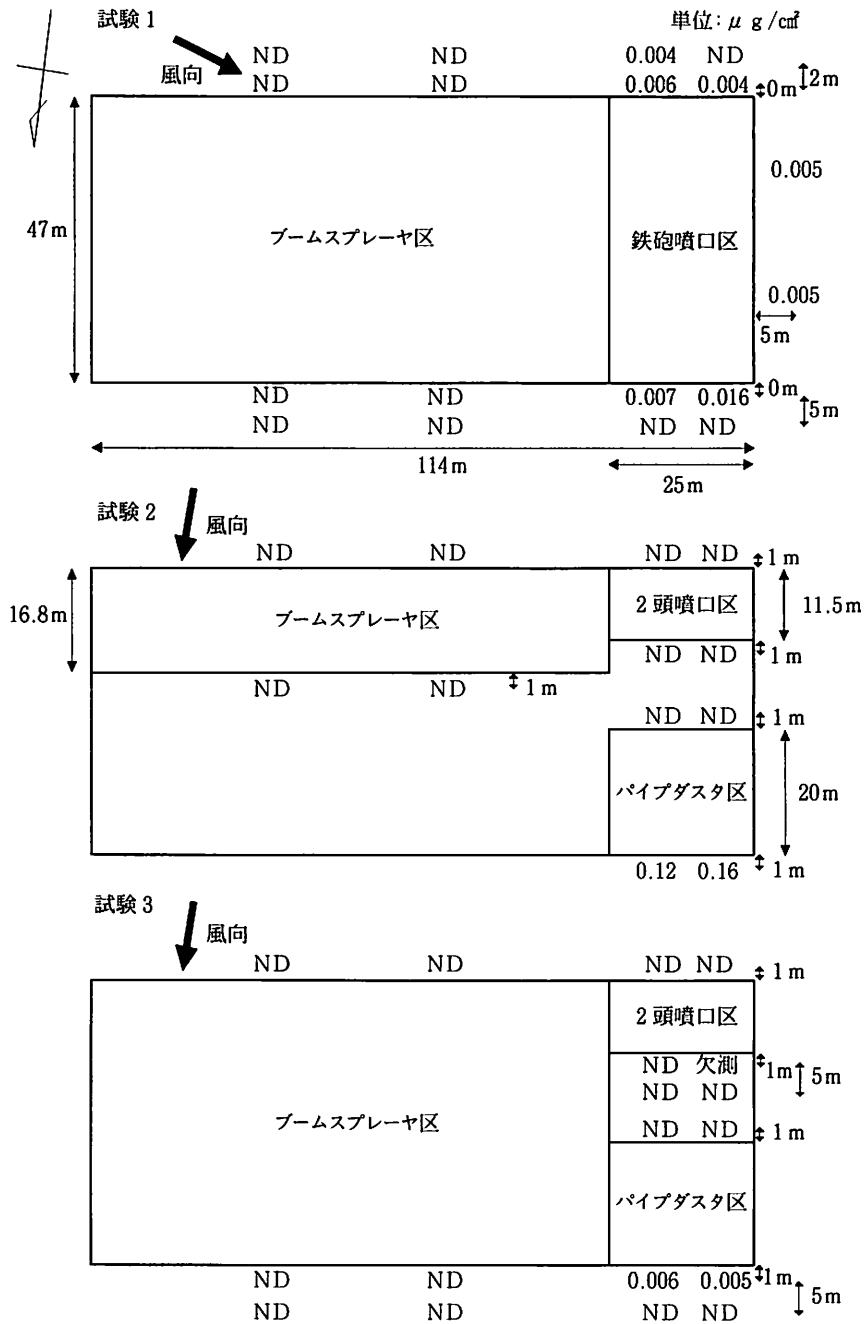 試験1 単位:μg/c㎡
ND ND 0.004 ND
風向 ND ND 0.006 0.004 0m 2m
0.005
47m ブームスプレーヤ区 鉄砲噴口区
0.005
5m
ND ND 0.007 0.016 0m
ND ND ND ND 5m
114m 25m
試験2 風向
ND ND ND ND 1m
16.8m ブームスプレーヤ区 2頭噴口区 11.5m
ND ND 1m
ND ND 1m
ND ND 1m
パイプダスタ区 20m
0.12 0.16 1m
試験3
風向
ND ND ND ND 1m
2頭噴口区
ND 欠測 1m 5m
ND ND
ブームスプレーヤ区 ND ND 1m
パイプダスタ区
ND ND 0.006 0.005 1m
ND ND ND ND 5m